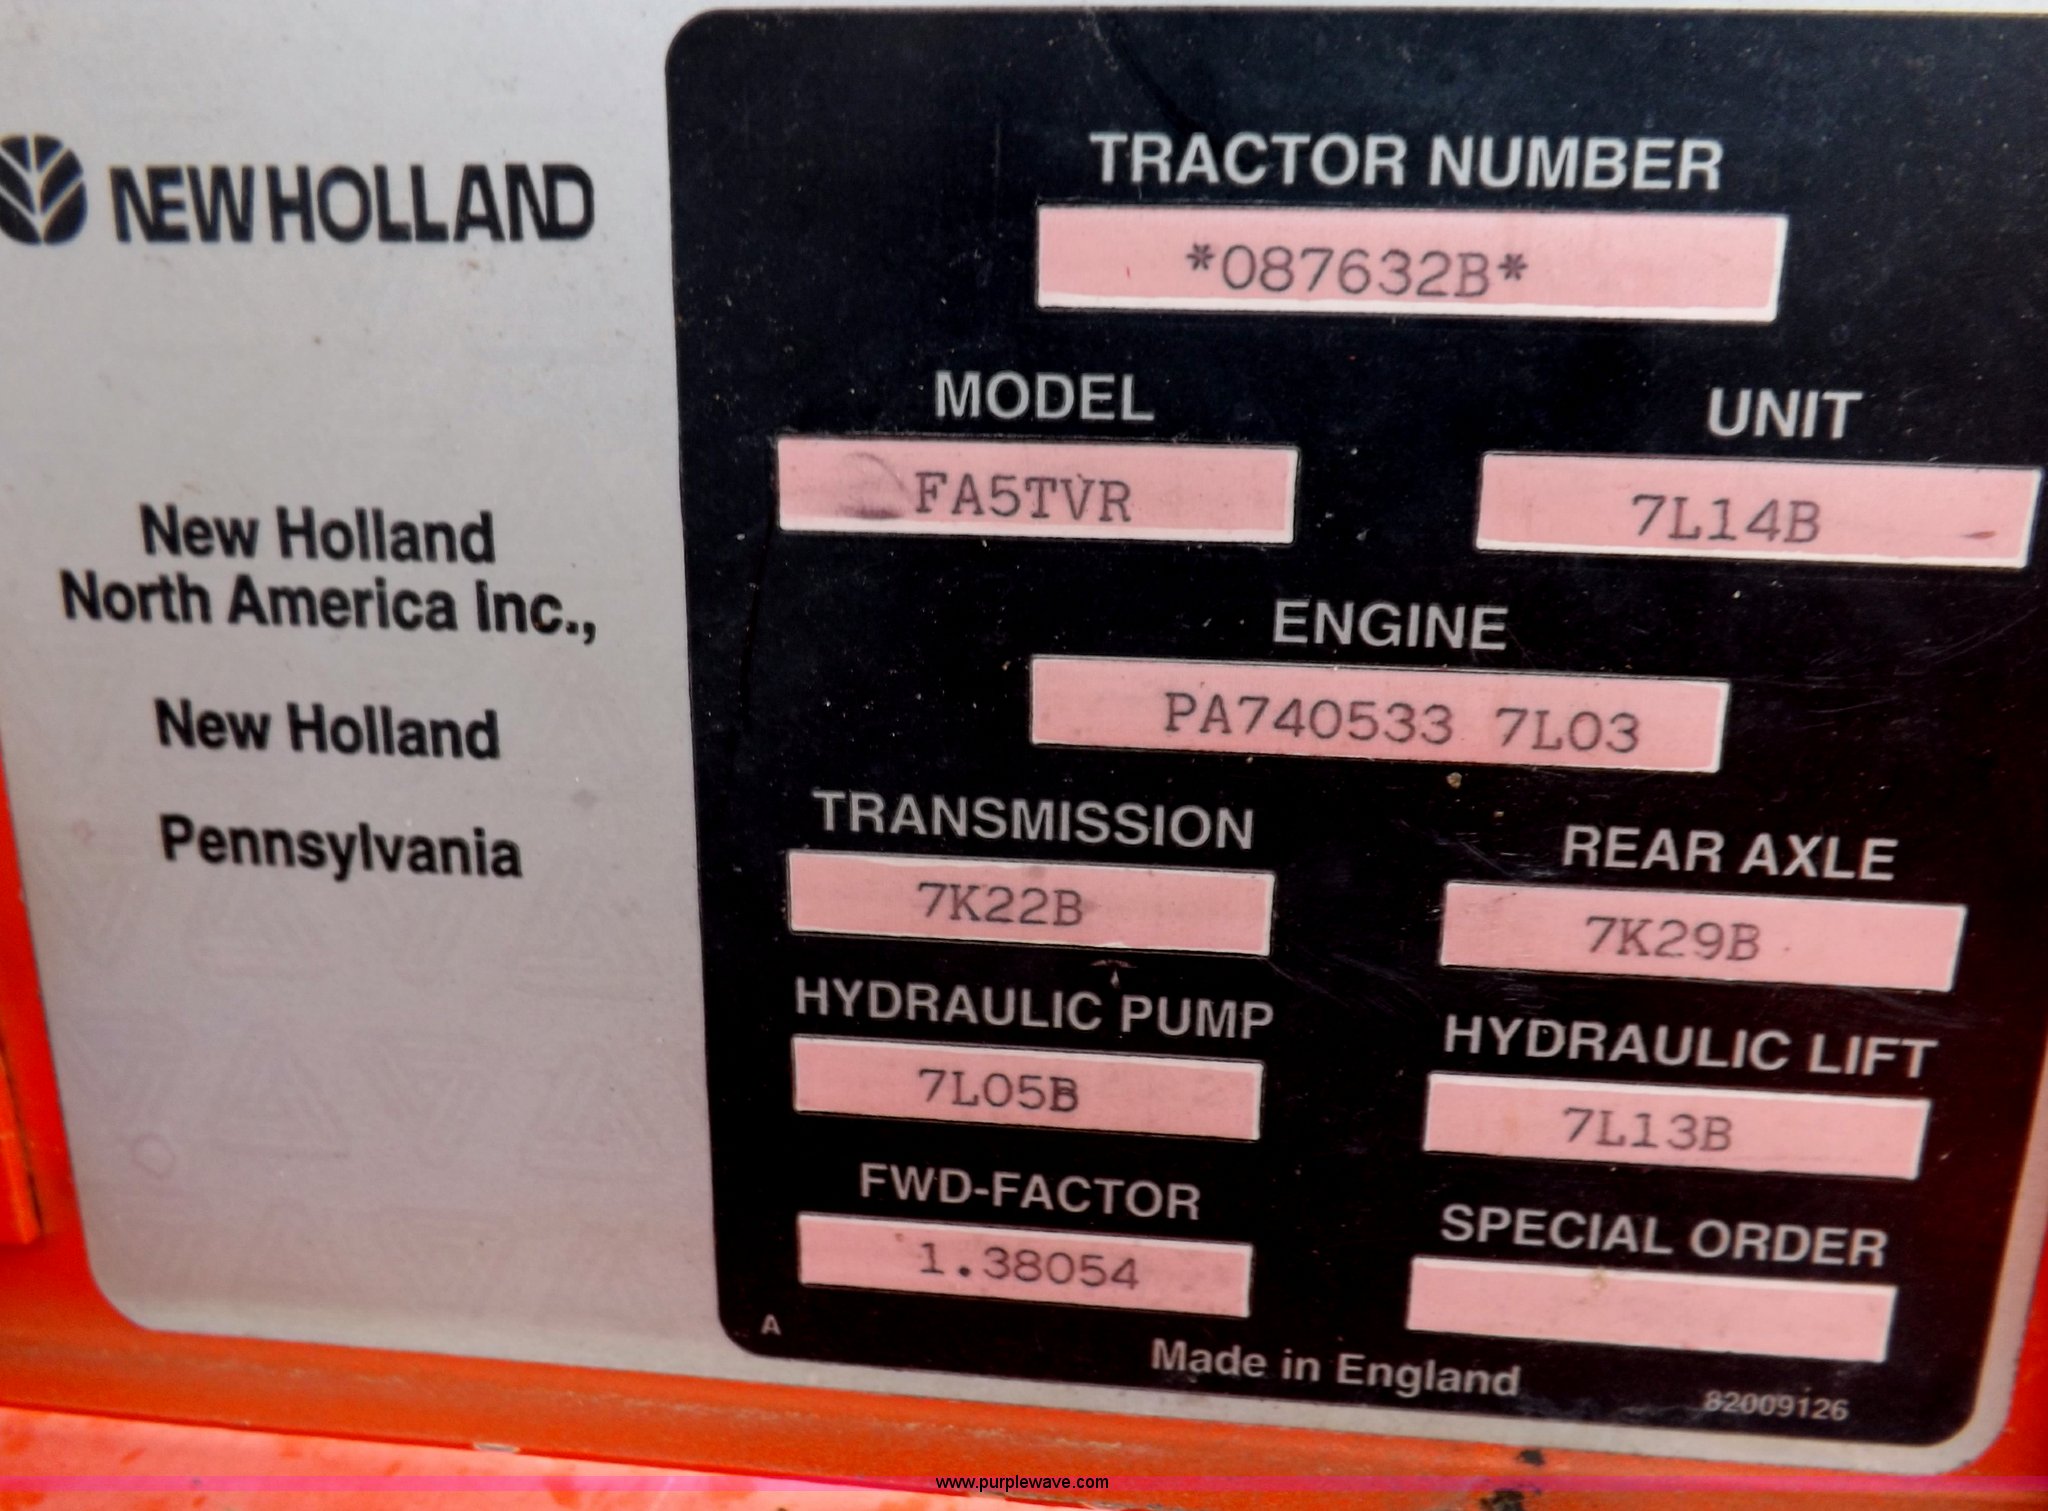 NEW HOLLAND
New Holland
North America Inc.,
New Holland
Pennsylvania
TRACTOR NUMBER
*087632B*
MODEL
UNIT
FA5TVR
7L14B
ENGINE
PA740533 7L03
TRANSMISSION
REAR AXLE
7K22B
7K29B
HYDRAULIC PUMP
HYDRAULIC LIFT
7L05B
7L13B
FWD-FACTOR
SPECIAL ORDER
1.38054
A
Made in England
82009126
www.purplewave.com